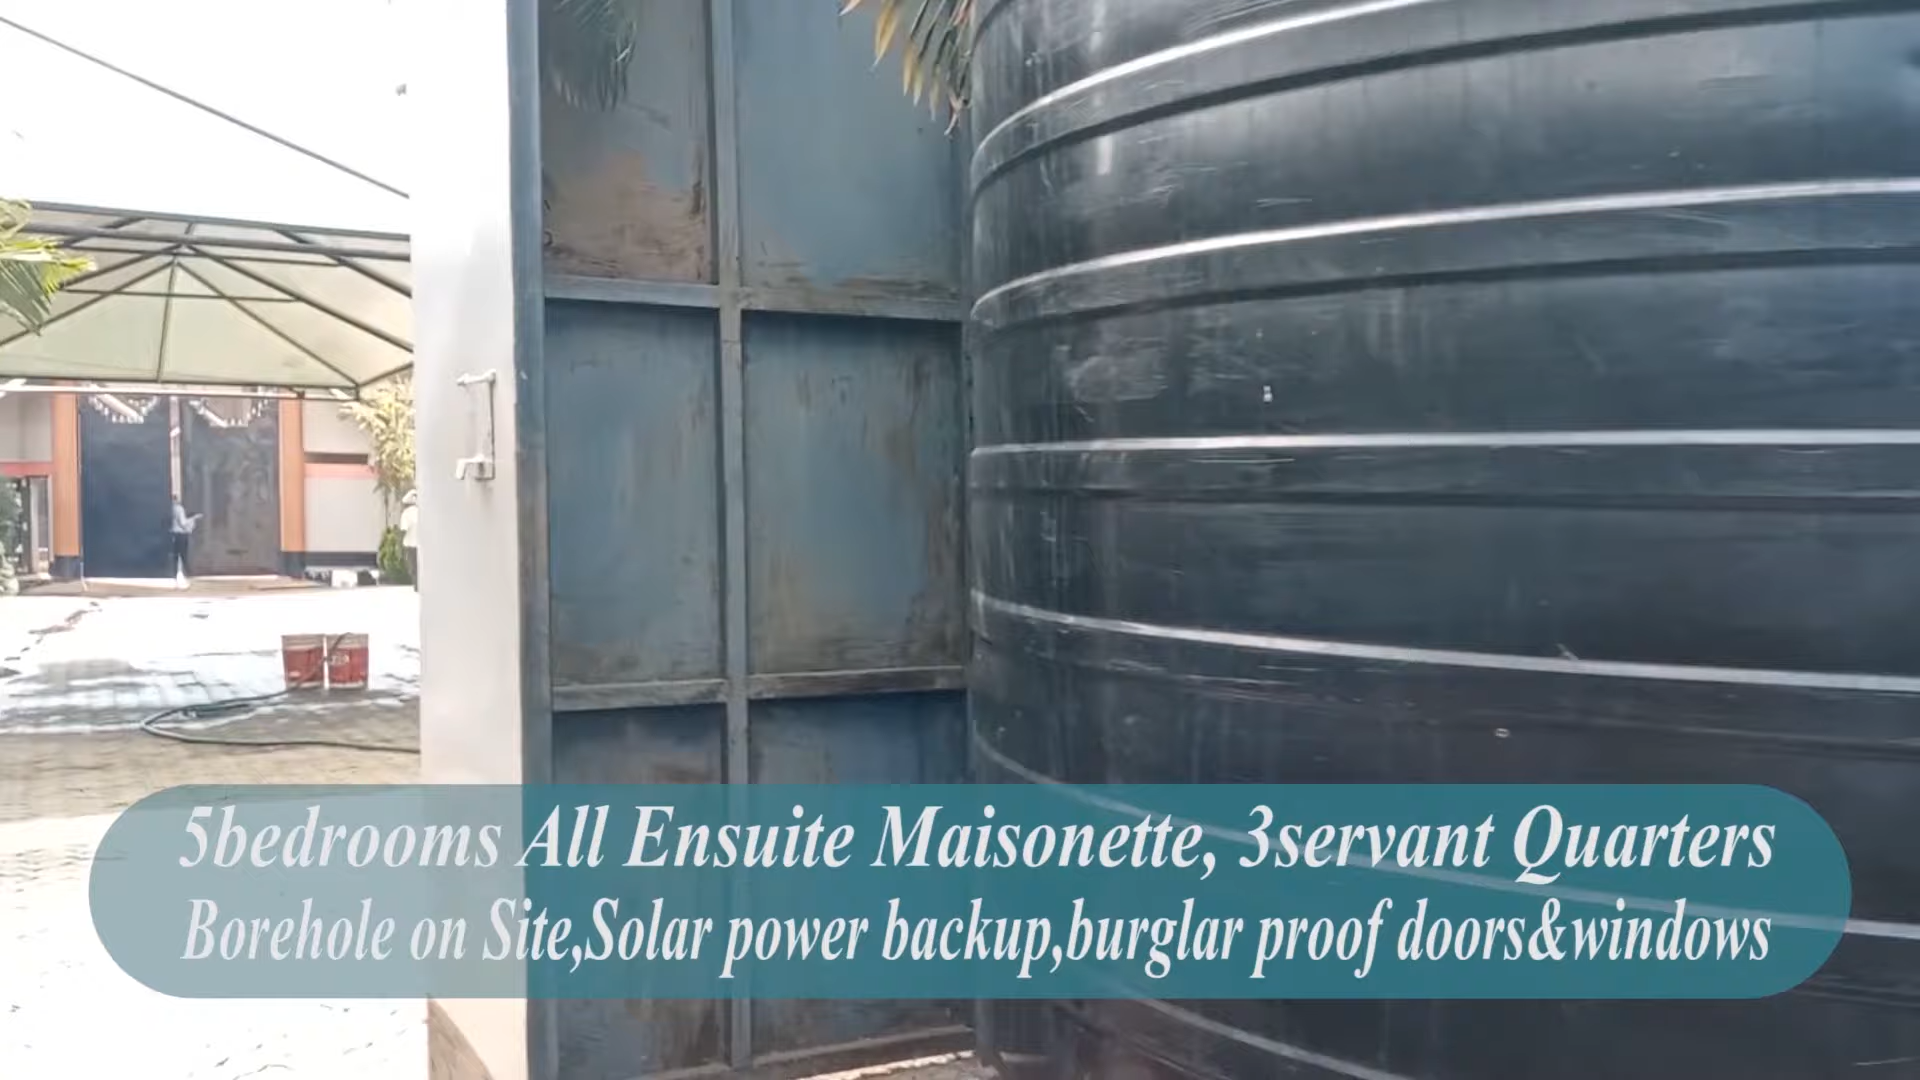 5bedrooms All Ensuite Maisonette, 3servant Quarters
Borehole on Site,Solar power backup,burglar proof doors&windows